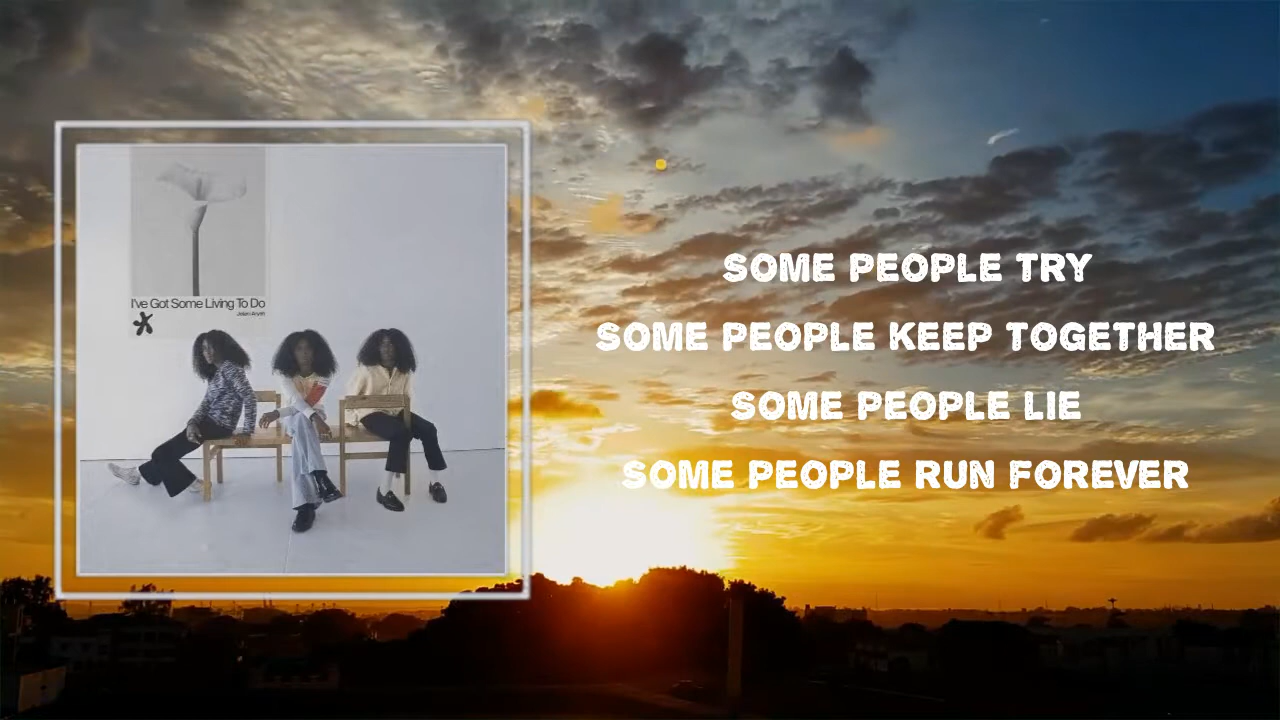 I've Got Some Living To Do
SOME PEOPLE TRY
SOME PEOPLE KEEP TOGETHER
SOME PEOPLE LIE
SOME PEOPLE RUN FOREVER